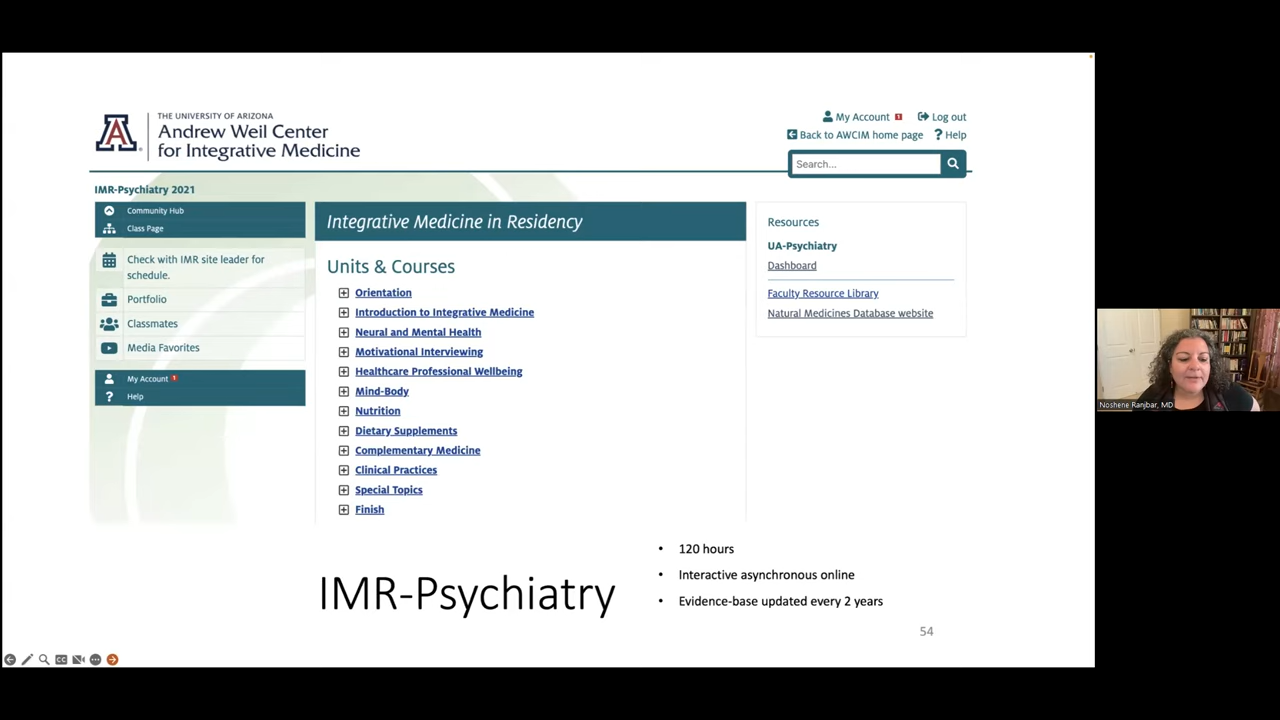 THE UNIVERSITY OF ARIZONA
Andrew Weil Center
for Integrative Medicine
My Account 1
Log out
Back to AWCIM home page
Help
Search...
IMR-Psychiatry 2021
Community Hub
Class Page
Check with IMR site leader for
schedule.
Portfolio
Classmates
Media Favorites
My Account 1
Help
Integrative Medicine in Residency
Units & Courses
Orientation
Introduction to Integrative Medicine
Neural and Mental Health
Motivational Interviewing
Healthcare Professional Wellbeing
Mind-Body
Nutrition
Dietary Supplements
Complementary Medicine
Clinical Practices
Special Topics
Finish
Resources
UA-Psychiatry
Dashboard
Faculty Resource Library
Natural Medicines Database website
IMR-Psychiatry
• 120 hours
• Interactive asynchronous online
• Evidence-base updated every 2 years
54
Noshene Ranjbar, MD